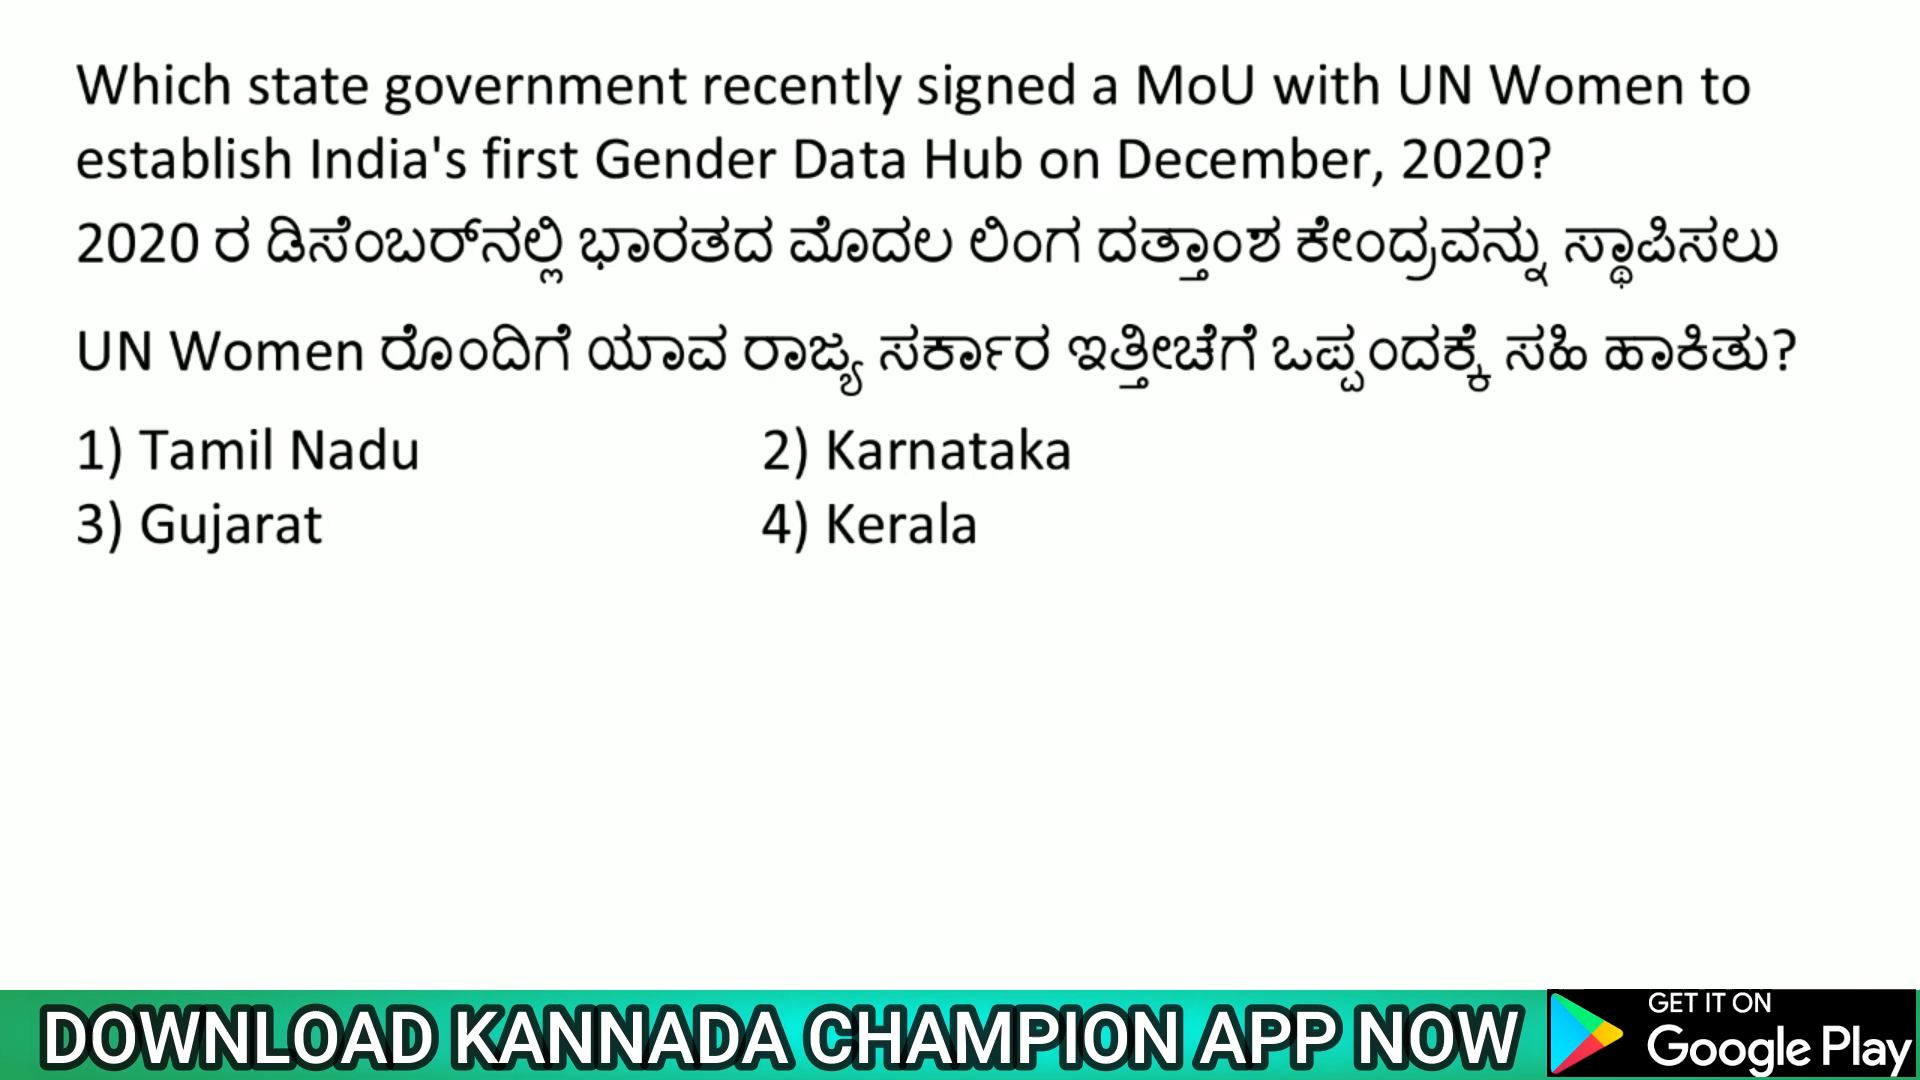 Which state government recently signed a MoU with UN Women to
establish India's first Gender Data Hub on December, 2020?
2020 ರ ಡಿಸೆಂಬರ್‌ನಲ್ಲಿ ಭಾರತದ ಮೊದಲ ಲಿಂಗ ದತ್ತಾಂಶ ಕೇಂದ್ರವನ್ನು ಸ್ಥಾಪಿಸಲು
UN Women ರೊಂದಿಗೆ ಯಾವ ರಾಜ್ಯ ಸರ್ಕಾರ ಇತ್ತೀಚೆಗೆ ಒಪ್ಪಂದಕ್ಕೆ ಸಹಿ ಹಾಕಿತು?
1) Tamil Nadu 2) Karnataka
3) Gujarat 4) Kerala
DOWNLOAD KANNADA CHAMPION APP NOW
GET IT ON
Google Play